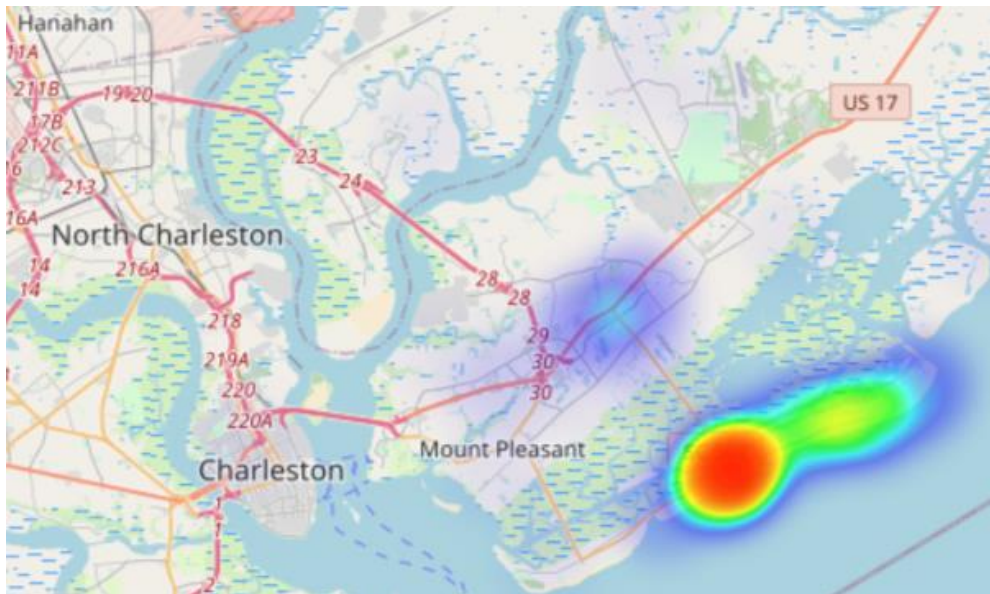 Hanahan
11A
211B
19 20
17B
212C
16
213
23
24
US 17
16A
North Charleston
14
216A
14
28
28
218
29
219A
30
220
30
220A
Mount Pleasant
Charleston
1
1
2